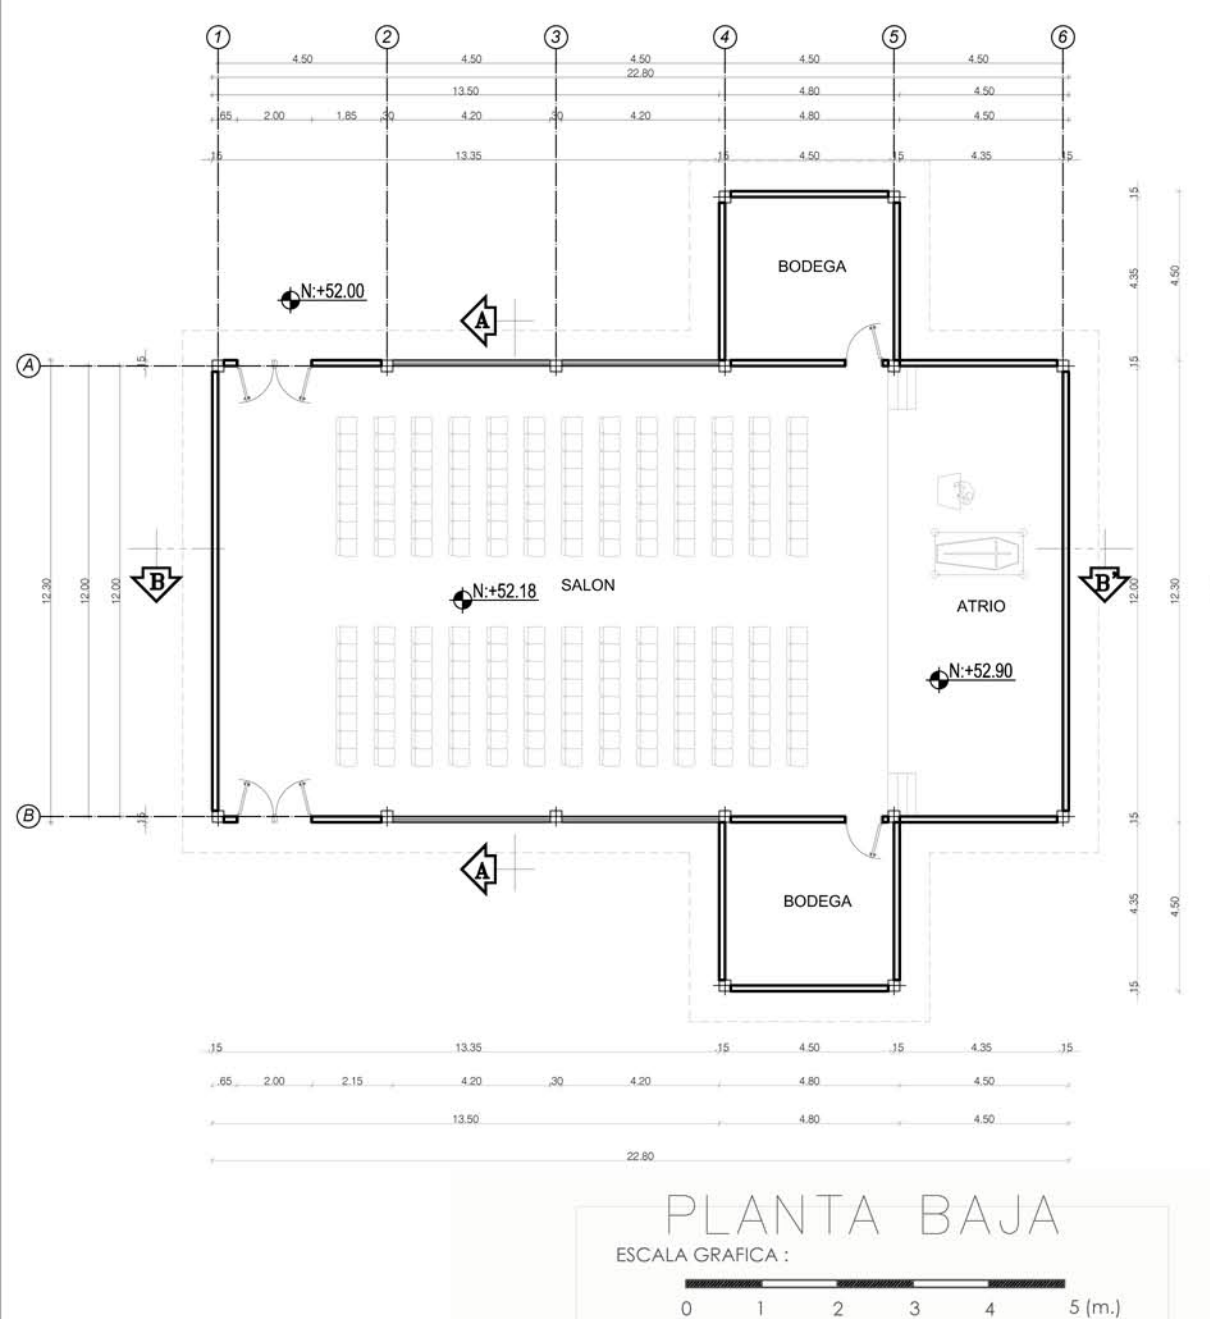 1 2 3 4 5 6
4.50 4.50 4.50 4.50 4.50
22.80
13.50 4.80 4.50
.65 2.00 1.85 .30 4.20 .30 4.20 4.80 4.50
.15 13.35 .15 4.50 .15 4.35 .15
.15
BODEGA
4.35 4.50
N:+52.00
A
A .15 .15
B N:+52.18 SALON B'
12.30 12.00 12.00 ATRIO 12.00 12.30
N:+52.90
B .15 .15
A
BODEGA 4.35 4.50
.15
.15 13.35 .15 4.50 .15 4.35 .15
.65 2.00 2.15 4.20 .30 4.20 4.80 4.50
13.50 4.80 4.50
22.80
PLANTA BAJA
ESCALA GRAFICA :
0 1 2 3 4 5 (m.)